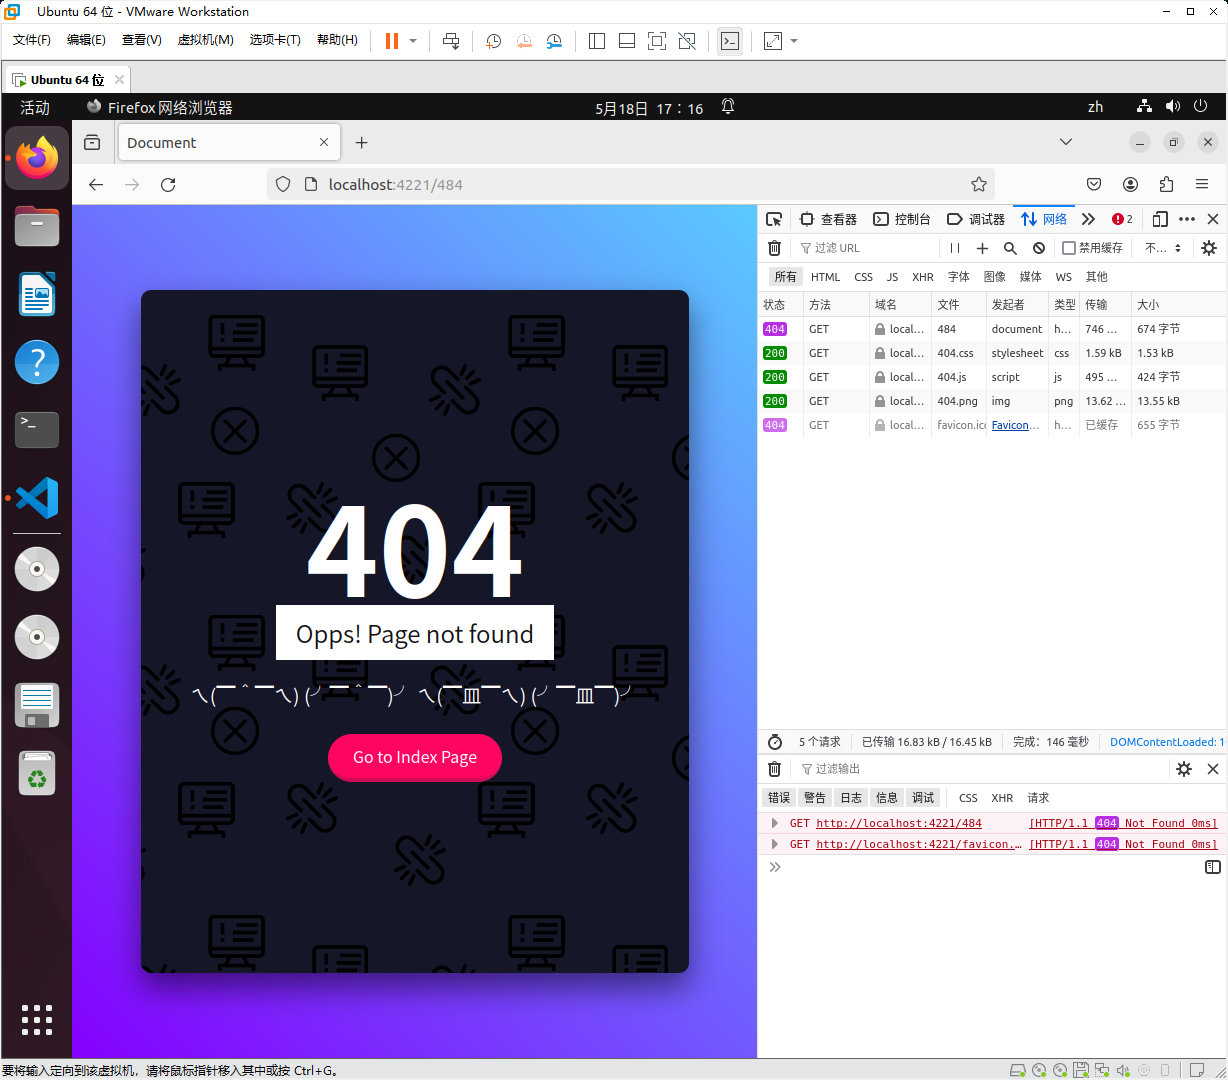 Ubuntu 64 位 - VMware Workstation
文件(F) 编辑(E) 查看(V) 虚拟机(M) 选项卡(T) 帮助(H)
Ubuntu 64 位
活动 Firefox 网络浏览器 5月18日 17：16 zh
Document
localhost:4221/484
查看器 控制台 调试器 网络 2
过滤 URL 禁用缓存 不…
所有 HTML CSS JS XHR 字体 图像 媒体 WS 其他
状态 方法 域名 文件 发起者 类型 传输 大小
404 GET local… 484 document h… 746 … 674 字节
200 GET local… 404.css stylesheet css 1.59 kB 1.53 kB
200 GET local… 404.js script js 495 … 424 字节
200 GET local… 404.png img png 13.62 … 13.55 kB
404 GET local… favicon.ico Favicon… h… 已缓存 655 字节
404
Opps! Page not found
ヘ(￣＾￣ヘ) (╯￣＾￣)╯ ヘ(￣皿￣ヘ) (╯￣皿￣)╯
Go to Index Page
5 个请求 已传输 16.83 kB / 16.45 kB 完成：146 毫秒 DOMContentLoaded: 1
过滤输出
错误 警告 日志 信息 调试 CSS XHR 请求
GET http://localhost:4221/484 [HTTP/1.1 404 Not Found 0ms]
GET http://localhost:4221/favicon.… [HTTP/1.1 404 Not Found 0ms]
要将输入定向到该虚拟机，请将鼠标指针移入其中或按 Ctrl+G。